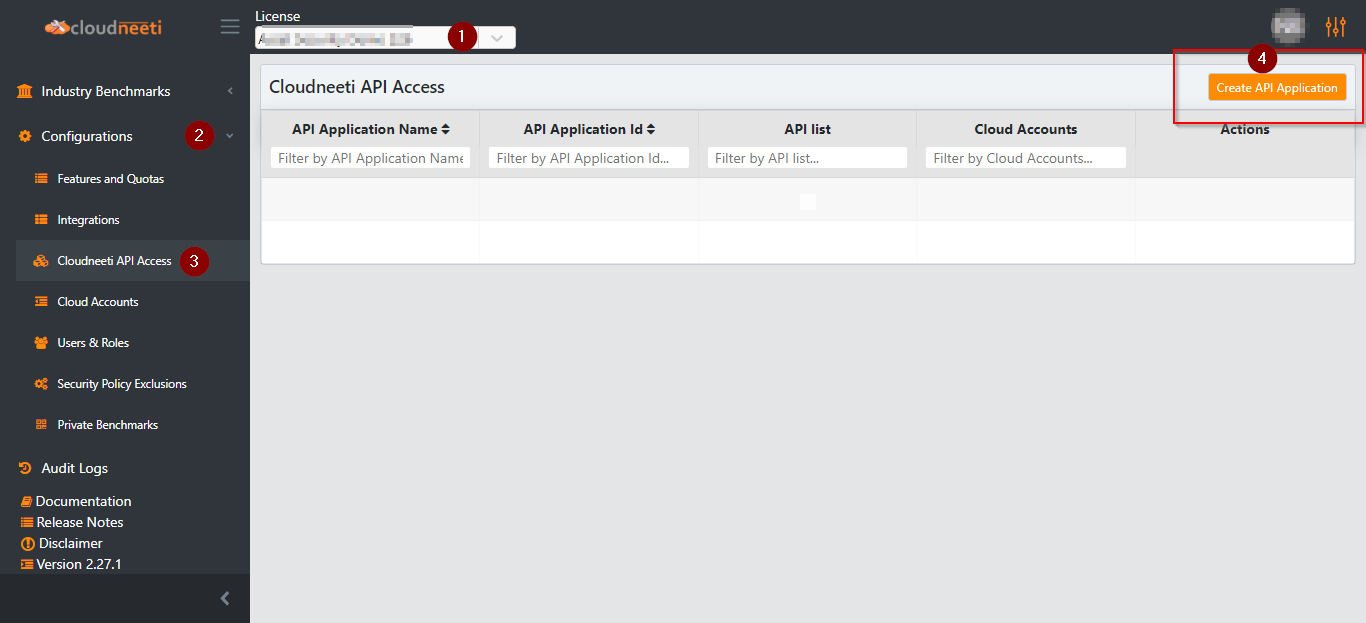 cloudneeti
License
1
4
Cloudneeti API Access
Create API Application
Industry Benchmarks
Configurations
2
Features and Quotas
Integrations
Cloudneeti API Access
3
Cloud Accounts
Users & Roles
Security Policy Exclusions
Private Benchmarks
Audit Logs
Documentation
Release Notes
Disclaimer
Version 2.27.1
API Application Name API Application Id API list Cloud Accounts Actions
Filter by API Application Name Filter by API Application Id... Filter by API list... Filter by Cloud Accounts...